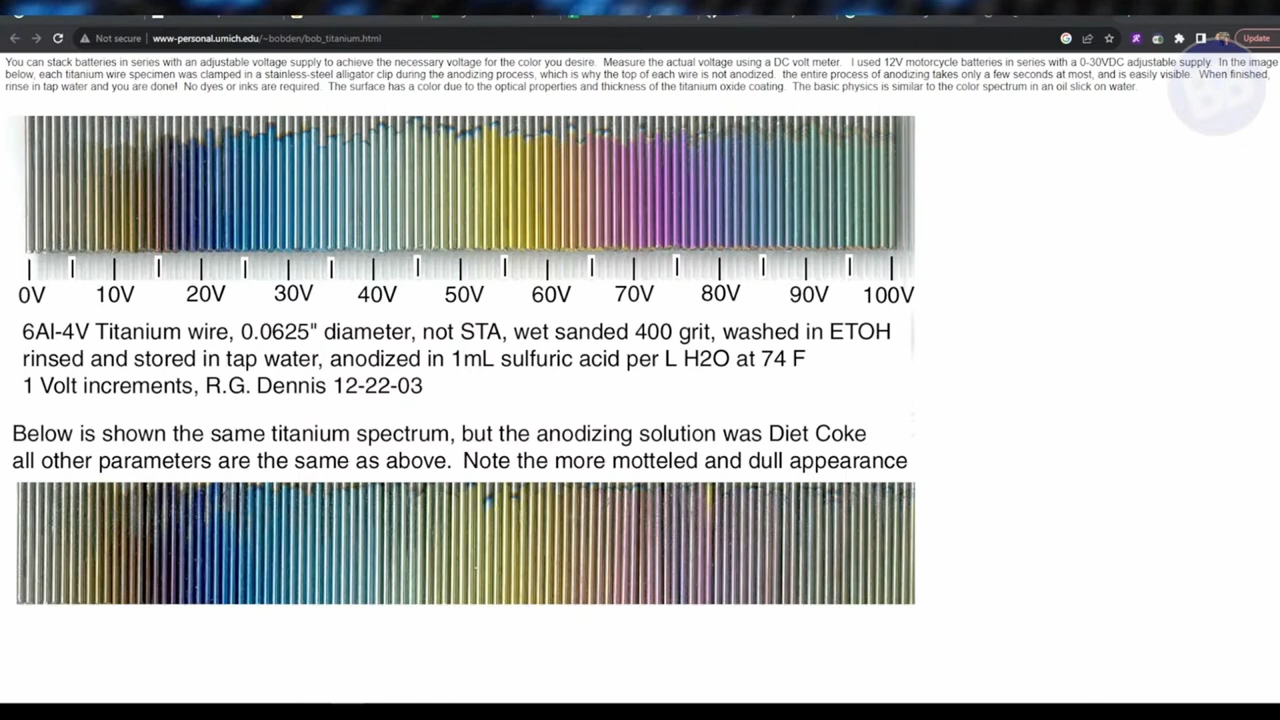 Not secure | www-personal.umich.edu/~bobden/bob_titanium.html
Update
You can stack batteries in series with an adjustable voltage supply to achieve the necessary voltage for the color you desire. Measure the actual voltage using a DC volt meter. I used 12V motorcycle batteries in series with a 0-30VDC adjustable supply. In the image
below, each titanium wire specimen was clamped in a stainless-steel alligator clip during the anodizing process, which is why the top of each wire is not anodized. the entire process of anodizing takes only a few seconds at most, and is easily visible. When finished,
rinse in tap water and you are done! No dyes or inks are required. The surface has a color due to the optical properties and thickness of the titanium oxide coating. The basic physics is similar to the color spectrum in an oil slick on water.
BB
0V 10V 20V 30V 40V 50V 60V 70V 80V 90V 100V
6Al-4V Titanium wire, 0.0625" diameter, not STA, wet sanded 400 grit, washed in ETOH
rinsed and stored in tap water, anodized in 1mL sulfuric acid per L H2O at 74 F
1 Volt increments, R.G. Dennis 12-22-03
Below is shown the same titanium spectrum, but the anodizing solution was Diet Coke
all other parameters are the same as above. Note the more motteled and dull appearance